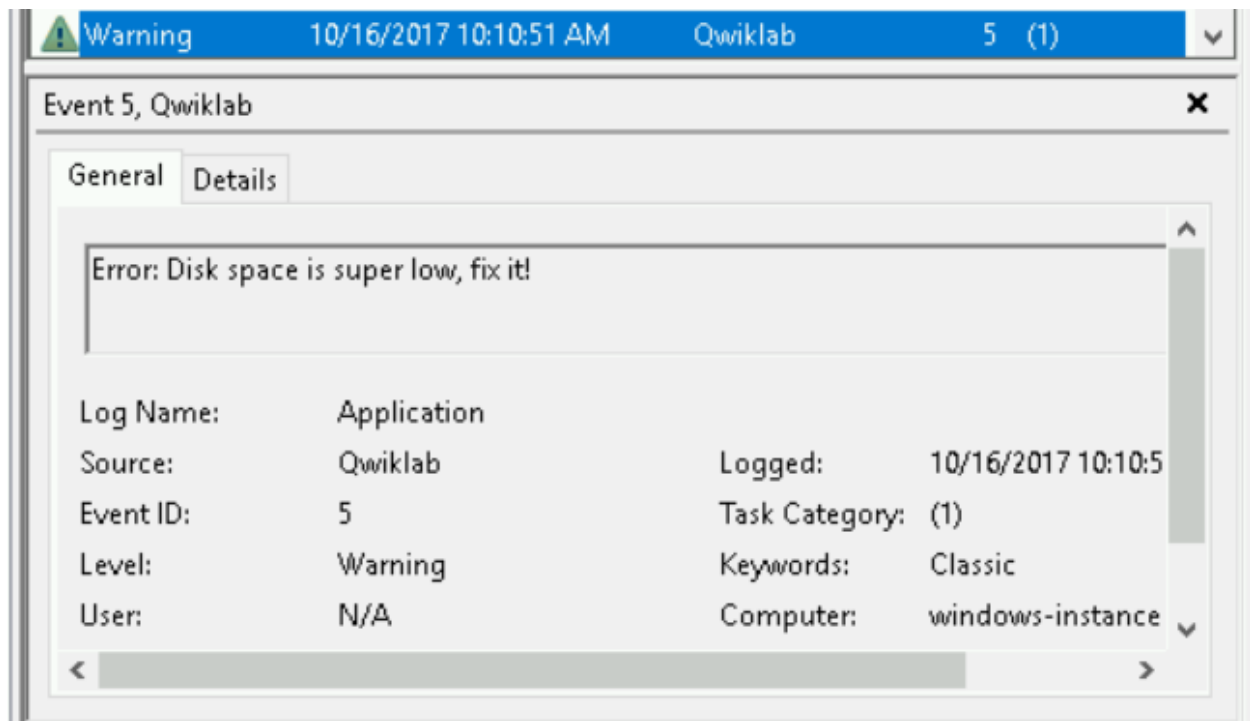 Warning 10/16/2017 10:10:51 AM Qwiklab 5 (1)
Event 5, Qwiklab
General Details
Error: Disk space is super low, fix it!
Log Name: Application
Source: Qwiklab Logged: 10/16/2017 10:10:5
Event ID: 5 Task Category: (1)
Level: Warning Keywords: Classic
User: N/A Computer: windows-instance